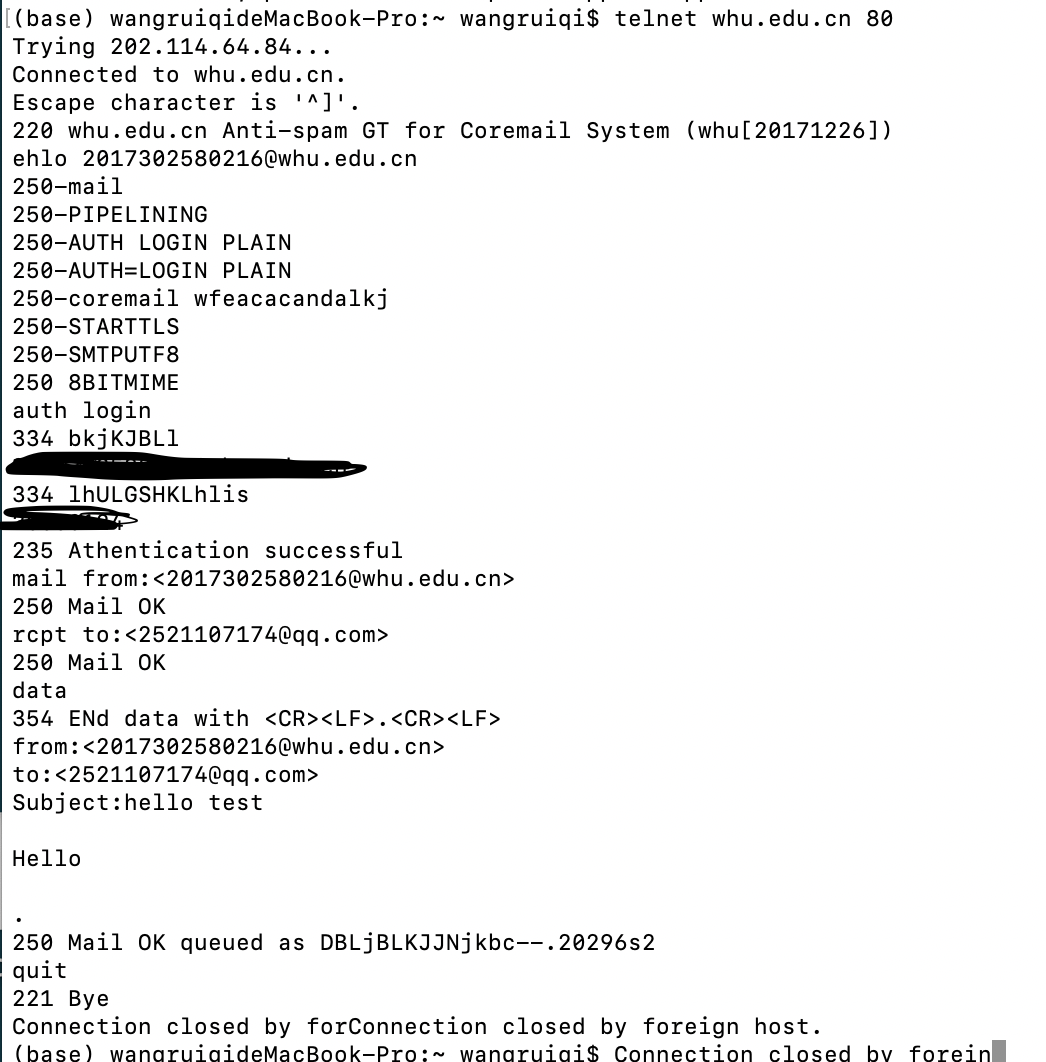 (base) wangruiqideMacBook-Pro:~ wangruiqi$ telnet whu.edu.cn 80
Trying 202.114.64.84...
Connected to whu.edu.cn.
Escape character is '^]'.
220 whu.edu.cn Anti-spam GT for Coremail System (whu[20171226])
ehlo 2017302580216@whu.edu.cn
250-mail
250-PIPELINING
250-AUTH LOGIN PLAIN
250-AUTH=LOGIN PLAIN
250-coremail wfeacacandalkj
250-STARTTLS
250-SMTPUTF8
250 8BITMIME
auth login
334 bkjKJBLl
334 lhULGSHKLhlis
235 Athentication successful
mail from:<2017302580216@whu.edu.cn>
250 Mail OK
rcpt to:<2521107174@qq.com>
250 Mail OK
data
354 ENd data with <CR><LF>.<CR><LF>
from:<2017302580216@whu.edu.cn>
to:<2521107174@qq.com>
Subject:hello test
Hello
.
250 Mail OK queued as DBLjBLKJJNjkbc--.20296s2
quit
221 Bye
Connection closed by forConnection closed by foreign host.
(base) wangruiqideMacBook-Pro:~ wangruiqi$ Connection closed by forein